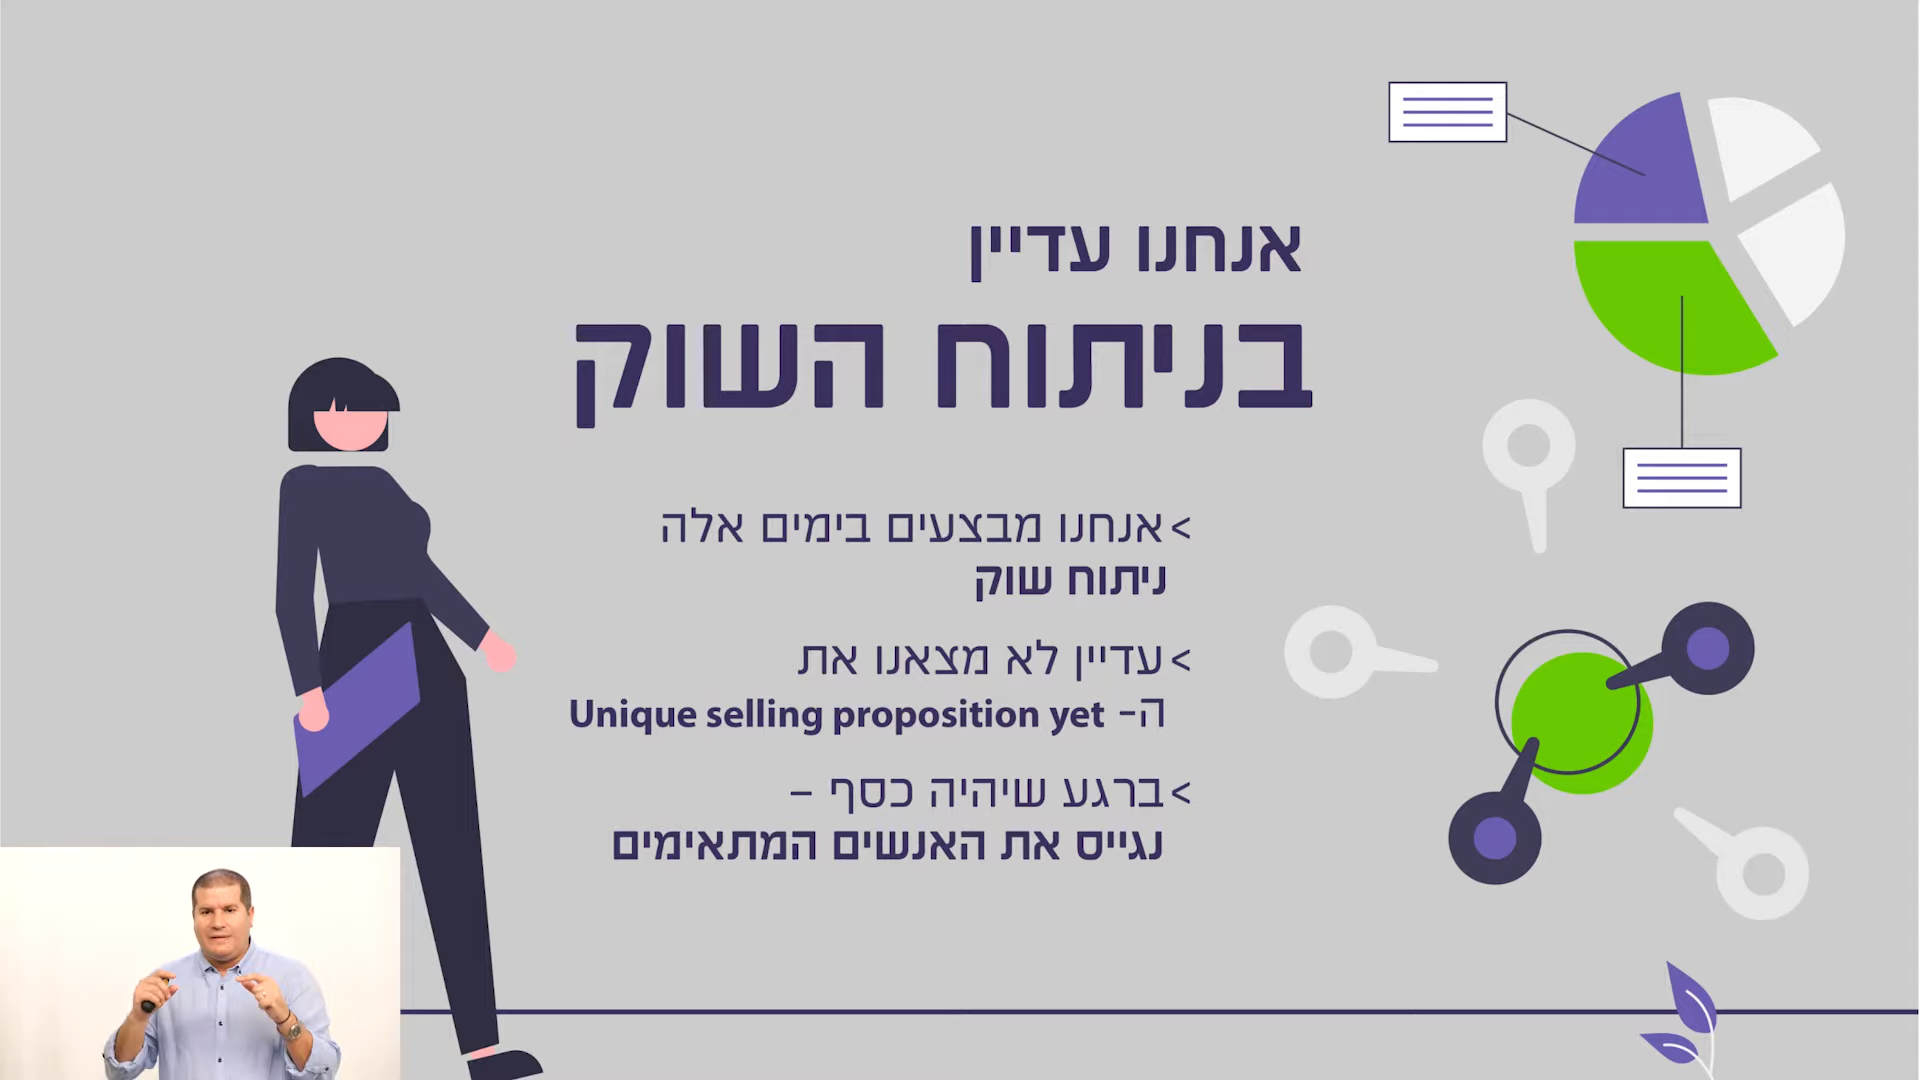 אנחנו עדיין
בניתוח השוק
>אנחנו מבצעים בימים אלה
ניתוח שוק
>עדיין לא מצאנו את
ה- Unique selling proposition yet
>ברגע שיהיה כסף –
נגייס את האנשים המתאימים